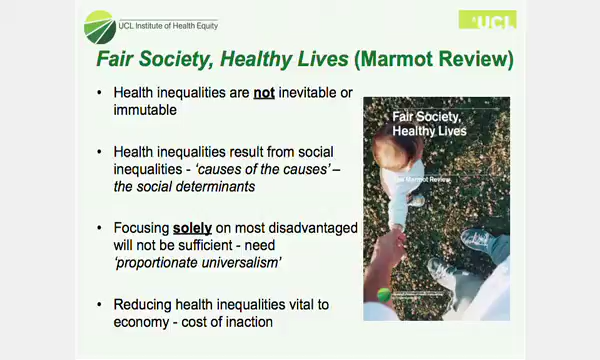 UCL Institute of Health Equity
UCL
Fair Society, Healthy Lives (Marmot Review)
• Health inequalities are not inevitable or
immutable
• Health inequalities result from social
inequalities - ‘causes of the causes’ –
the social determinants
• Focusing solely on most disadvantaged
will not be sufficient - need
‘proportionate universalism’
• Reducing health inequalities vital to
economy - cost of inaction
Fair Society,
Healthy Lives
Marmot Review